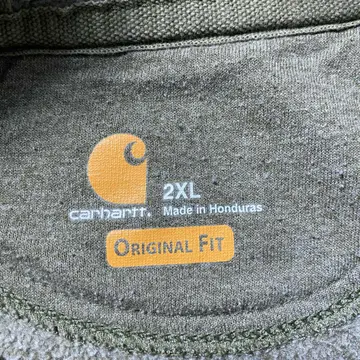 2XL
carhartt.
Made in Honduras
ORIGINAL FIT